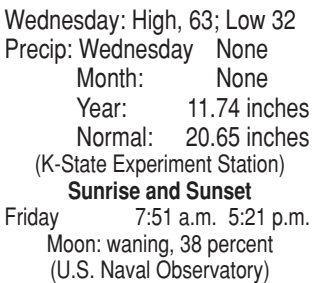 Wednesday: High, 63; Low 32
Precip: Wednesday None
Month: None
Year: 11.74 inches
Normal: 20.65 inches
(K-State Experiment Station)
Sunrise and Sunset
Friday 7:51 a.m. 5:21 p.m.
Moon: waning, 38 percent
(U.S. Naval Observatory)